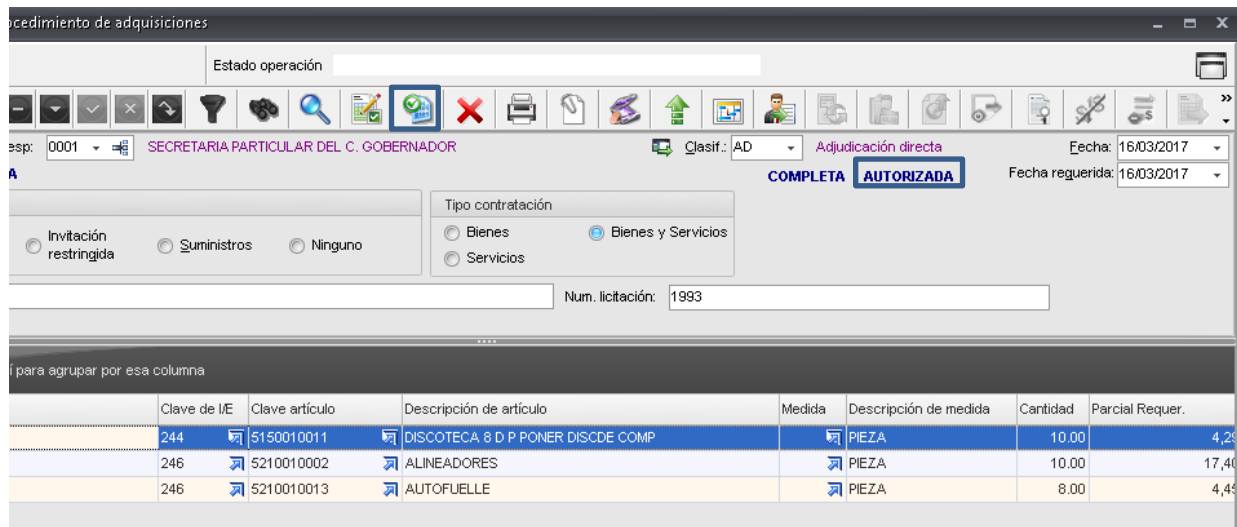 ocedimiento de adquisiciones
Estado operación
esp: 0001 SECRETARIA PARTICULAR DEL C. GOBERNADOR Clasif.: AD Adjudicación directa Fecha: 16/03/2017
A COMPLETA AUTORIZADA Fecha requerida: 16/03/2017
Tipo contratación
Invitación restringida Suministros Ninguno Bienes Bienes y Servicios
Servicios
Num. licitación: 1993
í para agrupar por esa columna
Clave de I/E Clave artículo Descripción de artículo Medida Descripción de medida Cantidad Parcial Requer.
244 5150010011 DISCOTECA 8 D P PONER DISCDE COMP PIEZA 10.00 4,29
246 5210010002 ALINEADORES PIEZA 10.00 17,40
246 5210010013 AUTOFUELLE PIEZA 8.00 4,45